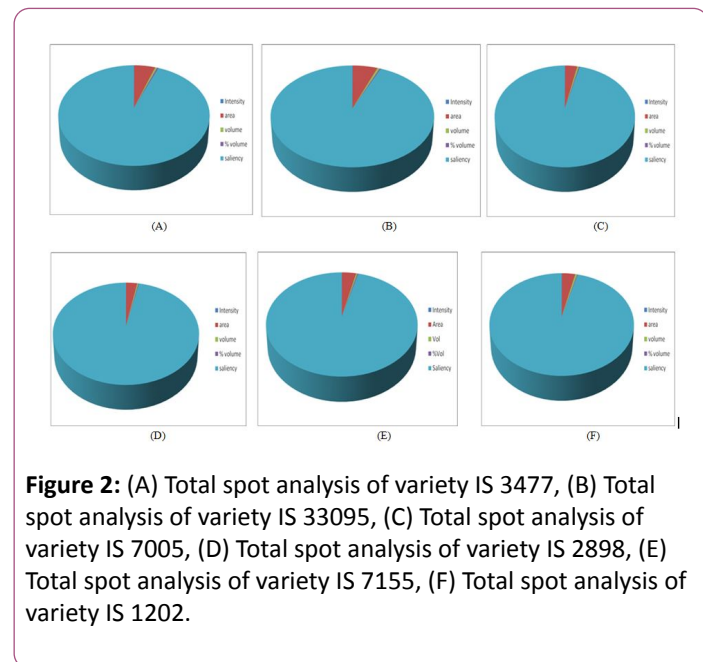 Intensity
area
volume
% volume
saliency
(A)
Intensity
area
volume
% volume
saliency
(B)
Intensity
area
volume
% volume
saliency
(C)
Intensity
area
volume
% volume
saliency
(D)
Intensity
Area
Vol
%Vol
Saliency
(E)
Intensity
area
volume
% volume
saliency
(F)
Figure 2: (A) Total spot analysis of variety IS 3477, (B) Total
spot analysis of variety IS 33095, (C) Total spot analysis of
variety IS 7005, (D) Total spot analysis of variety IS 2898, (E)
Total spot analysis of variety IS 7155, (F) Total spot analysis of
variety IS 1202.